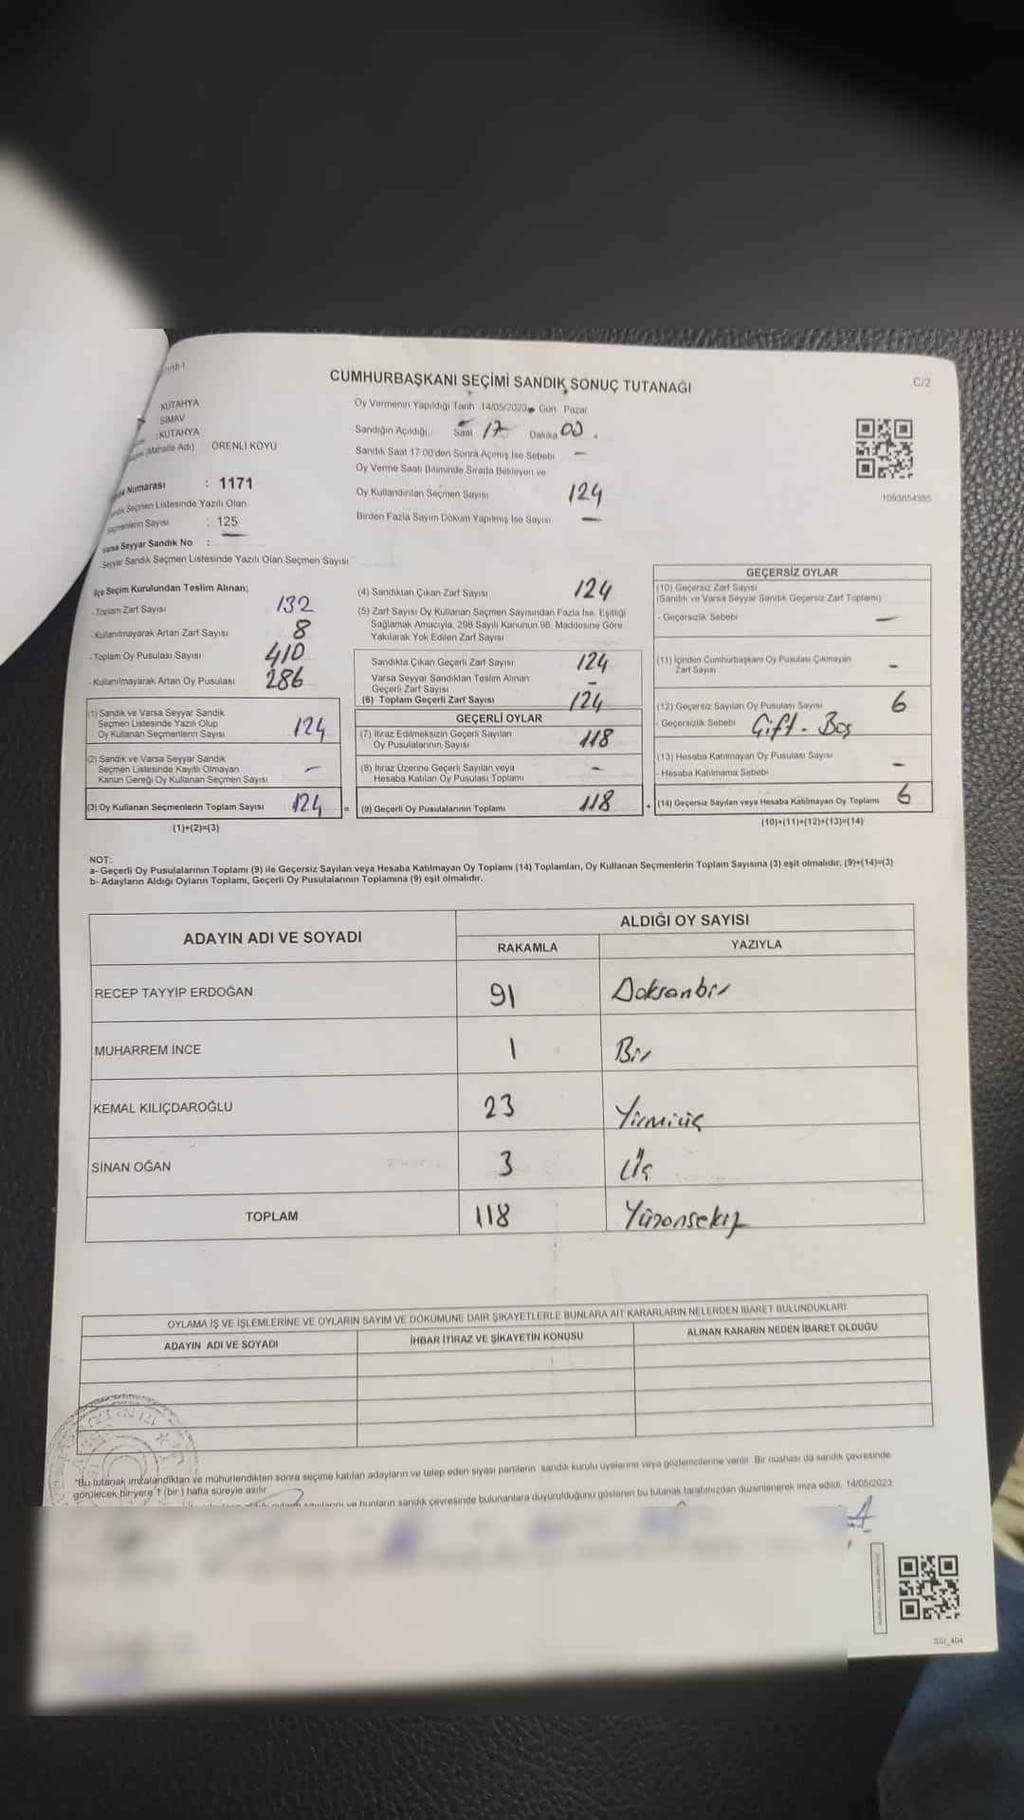 CUMHURBAŞKANI SEÇİMİ SANDIK SONUÇ TUTANAĞI
C/2
KÜTAHYA
SİMAV
:KÜTAHYA
(Mahalle Adı) ÖRENLİ KÖYÜ
Numarası : 1171
Seçmen Listesinde Yazılı Olan
Seçmenlerin Sayısı : 125
Varsa Seyyar Sandık No :
Seyyar Sandık Seçmen Listesinde Yazılı Olan Seçmen Sayısı
Oy Vermenin Yapıldığı Tarih 14/05/2023 Gün Pazar
Sandığın Açıldığı Saat 17 Dakika 00
Sandık Saat 17:00'den Sonra Açılmış İse Sebebi —
Oy Verme Saati Bitiminde Sırada Bekleyen ve
Oy Kullandırılan Seçmen Sayısı 124
Birden Fazla Sayım Döküm Yapılmış İse Sayısı —
1093854385
İlçe Seçim Kurulundan Teslim Alınan;
-Toplam Zarf Sayısı 132
-Kullanılmayarak Artan Zarf Sayısı 8
-Toplam Oy Pusulası Sayısı 410
-Kullanılmayarak Artan Oy Pusulası 286
(1) Sandık ve Varsa Seyyar Sandık
Seçmen Listesinde Yazılı Olup
Oy Kullanan Seçmenlerin Sayısı 124
(2) Sandık ve Varsa Seyyar Sandık
Seçmen Listesinde Kayıtlı Olmayan
Kanun Gereği Oy Kullanan Seçmen Sayısı —
(3) Oy Kullanan Seçmenlerin Toplam Sayısı 124 =
(1)+(2)=(3)
(4) Sandıktan Çıkan Zarf Sayısı 124
(5) Zarf Sayısı Oy Kullanan Seçmen Sayısından Fazla İse, Eşitliği
Sağlamak Amacıyla, 298 Sayılı Kanunun 98. Maddesine Göre
Yakılarak Yok Edilen Zarf Sayısı
Sandıkta Çıkan Geçerli Zarf Sayısı 124
Varsa Seyyar Sandıktan Teslim Alınan
Geçerli Zarf Sayısı —
(6) Toplam Geçerli Zarf Sayısı 124
GEÇERLİ OYLAR
(7) İtiraz Edilmeksizin Geçerli Sayılan
Oy Pusulalarının Sayısı 118
(8) İtiraz Üzerine Geçerli Sayılan veya
Hesaba Katılan Oy Pusulası Toplamı —
(9) Geçerli Oy Pusulalarının Toplamı 118 +
GEÇERSİZ OYLAR
(10) Geçersiz Zarf Sayısı
(Sandık ve Varsa Seyyar Sandık Geçersiz Zarf Toplamı)
- Geçersizlik Sebebi —
(11) İçinden Cumhurbaşkanı Oy Pusulası Çıkmayan
Zarf Sayısı —
(12) Geçersiz Sayılan Oy Pusulası Sayısı 6
- Geçersizlik Sebebi Çift - Boş
(13) Hesaba Katılmayan Oy Pusulası Sayısı —
- Hesaba Katılmama Sebebi
(14) Geçersiz Sayılan veya Hesaba Katılmayan Oy Toplamı 6
(10)+(11)+(12)+(13)=(14)
NOT:
a- Geçerli Oy Pusulalarının Toplamı (9) ile Geçersiz Sayılan veya Hesaba Katılmayan Oy Toplamı (14) Toplamları, Oy Kullanan Seçmenlerin Toplam Sayısına (3) eşit olmalıdır. (9)+(14)=(3)
b- Adayların Aldığı Oyların Toplamı, Geçerli Oy Pusulalarının Toplamına (9) eşit olmalıdır.
ADAYIN ADI VE SOYADI
ALDIĞI OY SAYISI
RAKAMLA YAZIYLA
RECEP TAYYİP ERDOĞAN 91 Doksanbir
MUHARREM İNCE 1 Bir
KEMAL KILIÇDAROĞLU 23 Yirmiüç
SİNAN OĞAN 3 Üç
TOPLAM 118 Yüzonsekiz
OYLAMA İŞ VE İŞLEMLERİNE VE OYLARIN SAYIM VE DÖKÜMÜNE DAİR ŞİKAYETLERLE BUNLARA AİT KARARLARIN NELERDEN İBARET BULUNDUKLARI
ADAYIN ADI VE SOYADI İHBAR İTİRAZ VE ŞİKAYETİN KONUSU ALINAN KARARIN NEDEN İBARET OLDUĞU
*Bu tutanak imzalandıktan ve mühürlendikten sonra seçime katılan adayların ve talep eden siyasi partilerin sandık kurulu üyelerine veya gözlemcilerine verilir. Bir nüshası da sandık çevresinde
görülecek bir yere 1 (bir) hafta süreyle asılır.
sayılarını ve bunların sandık çevresinde bulunanlara duyurulduğunu gösteren bu tutanak tarafımızdan düzenlenerek imza edildi. 14/05/2023
SSI_404